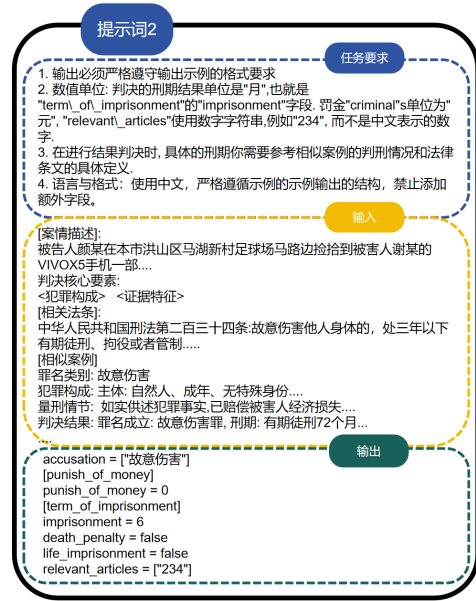 提示词2
任务要求
1. 输出必须严格遵守输出示例的格式要求
2. 数值单位: 判决的刑期结果单位是"月",也就是
"term\_of\_imprisonment"的"imprisonment"字段. 罚金"criminal"s单位为"
元", "relevant\_articles"使用数字字符串,例如"234", 而不是中文表示的数
字.
3. 在进行结果判决时, 具体的刑期你需要参考相似案例的判刑情况和法律
条文的具体定义.
4. 语言与格式：使用中文，严格遵循示例的示例输出的结构，禁止添加
额外字段。
输入
[案情描述]:
被告人颜某在本市洪山区马湖新村足球场马路边捡拾到被害人谢某的
VIVOX5手机一部....
判决核心要素:
<犯罪构成> <证据特征>
[相关法条]:
中华人民共和国刑法第二百三十四条:故意伤害他人身体的，处三年以下
有期徒刑、拘役或者管制.....
[相似案例]
罪名类别: 故意伤害
犯罪构成: 主体: 自然人、成年、无特殊身份....
量刑情节: 如实供述犯罪事实,已赔偿被害人经济损失....
判决结果: 罪名成立: 故意伤害罪, 刑期: 有期徒刑72个月...
....
输出
accusation = ["故意伤害"]
[punish_of_money]
punish_of_money = 0
[term_of_imprisonment]
imprisonment = 6
death_penalty = false
life_imprisonment = false
relevant_articles = ["234"]